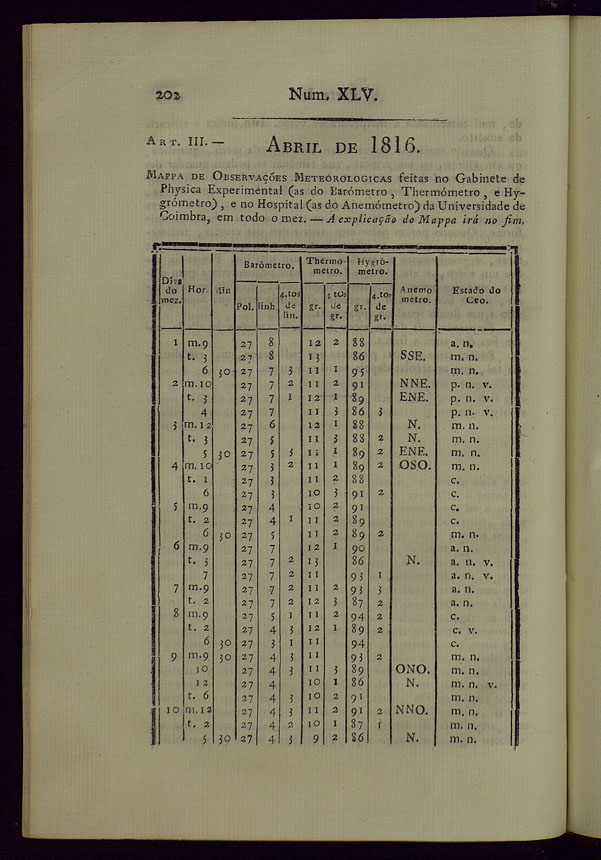 202 Num. XLV.
ART. III. — ABRIL DE 1816.
MAPPA DE OBSERVAÇÕES METEOROLOGICAS feitas no Gabinete de
Physica Experimental (as do Barómetro, Thermómetro, e Hy-
grómetro), e no Hospital (as do Anemómetro) da Universidade de
Coimbra, em todo o mez. — A explicação do Mappa irá no fim.
Dias do mez. Hor. Min Barómetro. Thermó-metro. Hygró-metro. Anemo metro. Estado do Ceo.
Pol. linh 4.tos de lin. gr. 5 tos de gr. gr. 4.tos de gr.
1 m.9 27 8 12 2 88 a. n.
t. 3 27 8 13 86 SSE. m. n.
6 30 27 7 3 11 1 95 m. n.
2 m.10 27 7 2 11 2 91 NNE. p. n. v.
t. 3 27 7 1 12 1 89 ENE. p. n. v.
4 27 7 11 3 86 3 p. n. v.
3 m.12 27 6 12 1 88 N. m. n.
t. 3 27 5 11 3 88 2 N. m. n.
5 30 27 5 3 11 1 89 2 ENE. m. n.
4 m.10 27 3 2 11 1 89 2 OSO. m. n.
t. 1 27 3 11 2 88 c.
6 27 3 10 3 91 2 c.
5 m.9 27 4 10 2 91 c.
t. 2 27 4 1 11 2 89 c.
6 30 27 5 11 2 89 2 m. n.
6 m.9 27 7 12 1 90 a. n.
t. 3 27 7 2 13 86 N. a. n. v.
7 27 7 2 11 93 1 a. n. v.
7 m.9 27 7 2 11 2 93 3 a. n.
t. 2 27 7 2 12 3 87 2 a. n.
8 m.9 27 5 1 11 2 94 2 c.
t. 2 27 4 3 12 1 89 2 c. v.
6 30 27 3 1 11 94 c.
9 m.9 30 27 4 3 11 93 2 m. n.
10 27 4 3 11 3 89 ONO. m. n.
12 27 4 10 1 86 N. m. n. v.
t. 6 27 4 3 10 2 91 m. n.
10 m.12 27 4 3 11 2 91 2 NNO. m. n.
t. 2 27 4 2 10 1 87 1 m. n.
5 30 27 4 3 9 2 86 N. m. n.